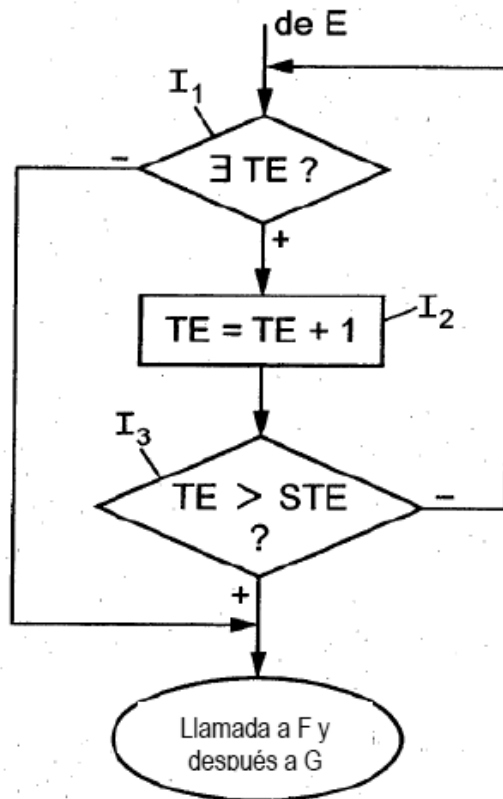 de E
I₁
∃ TE ?
-
+
TE = TE + 1
I₂
I₃
TE > STE
?
-
+
Llamada a F y
después a G